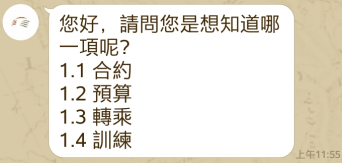 您好，請問您是想知道哪
一項呢?
1.1 合約
1.2 預算
1.3 轉乘
1.4 訓練
上午11:55